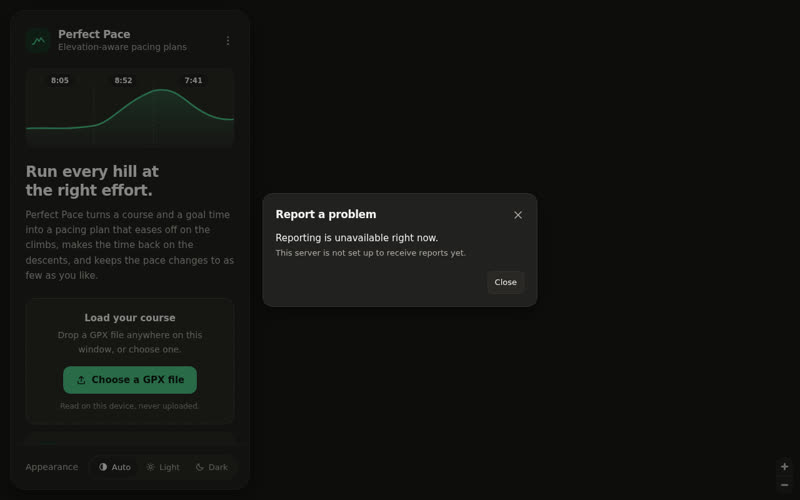 Perfect Pace
Elevation-aware pacing plans
8:05
8:52
7:41
Run every hill at
the right effort.
Perfect Pace turns a course and a goal time
into a pacing plan that eases off on the
climbs, makes the time back on the
descents, and keeps the pace changes to as
few as you like.
Load your course
Drop a GPX file anywhere on this
window, or choose one.
Choose a GPX file
Read on this device, never uploaded.
Appearance
Auto
Light
Dark
Report a problem
Reporting is unavailable right now.
This server is not set up to receive reports yet.
Close